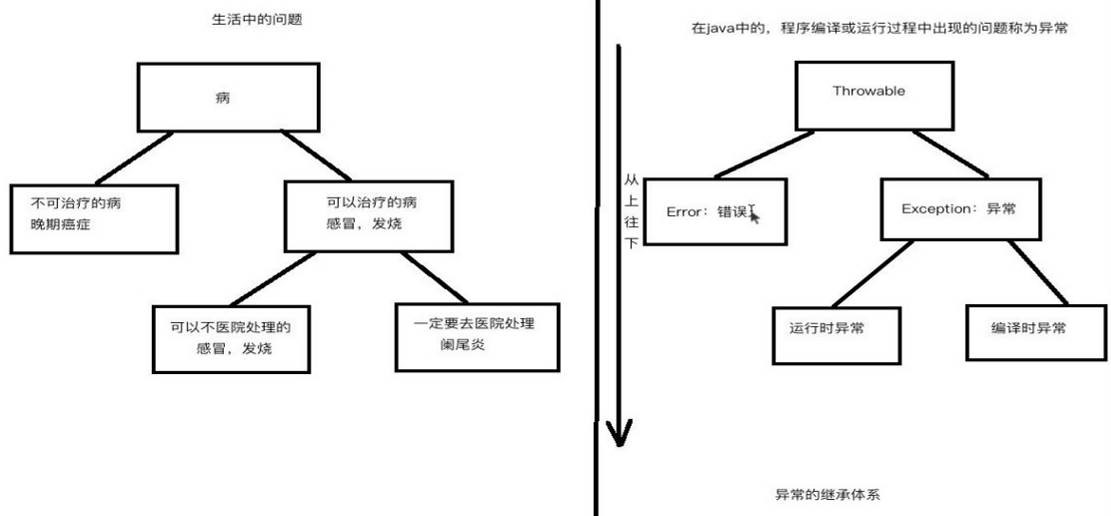 生活中的问题
病
不可治疗的病
晚期癌症
可以治疗的病
感冒，发烧
可以不医院处理的
感冒，发烧
一定要去医院处理
阑尾炎
在java中的，程序编译或运行过程中出现的问题称为异常
Throwable
从
上
往
下
Error：错误
Exception：异常
运行时异常
编译时异常
异常的继承体系